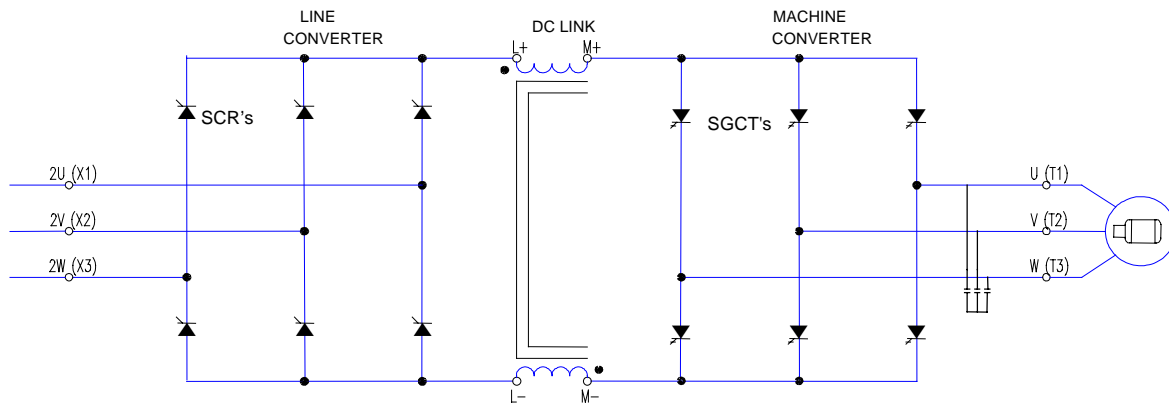 LINE
CONVERTER
DC LINK
MACHINE
CONVERTER
L+
M+
SCR's
SGCT's
2U (X1)
2V (X2)
2W (X3)
U (T1)
V (T2)
W (T3)
L-
M-